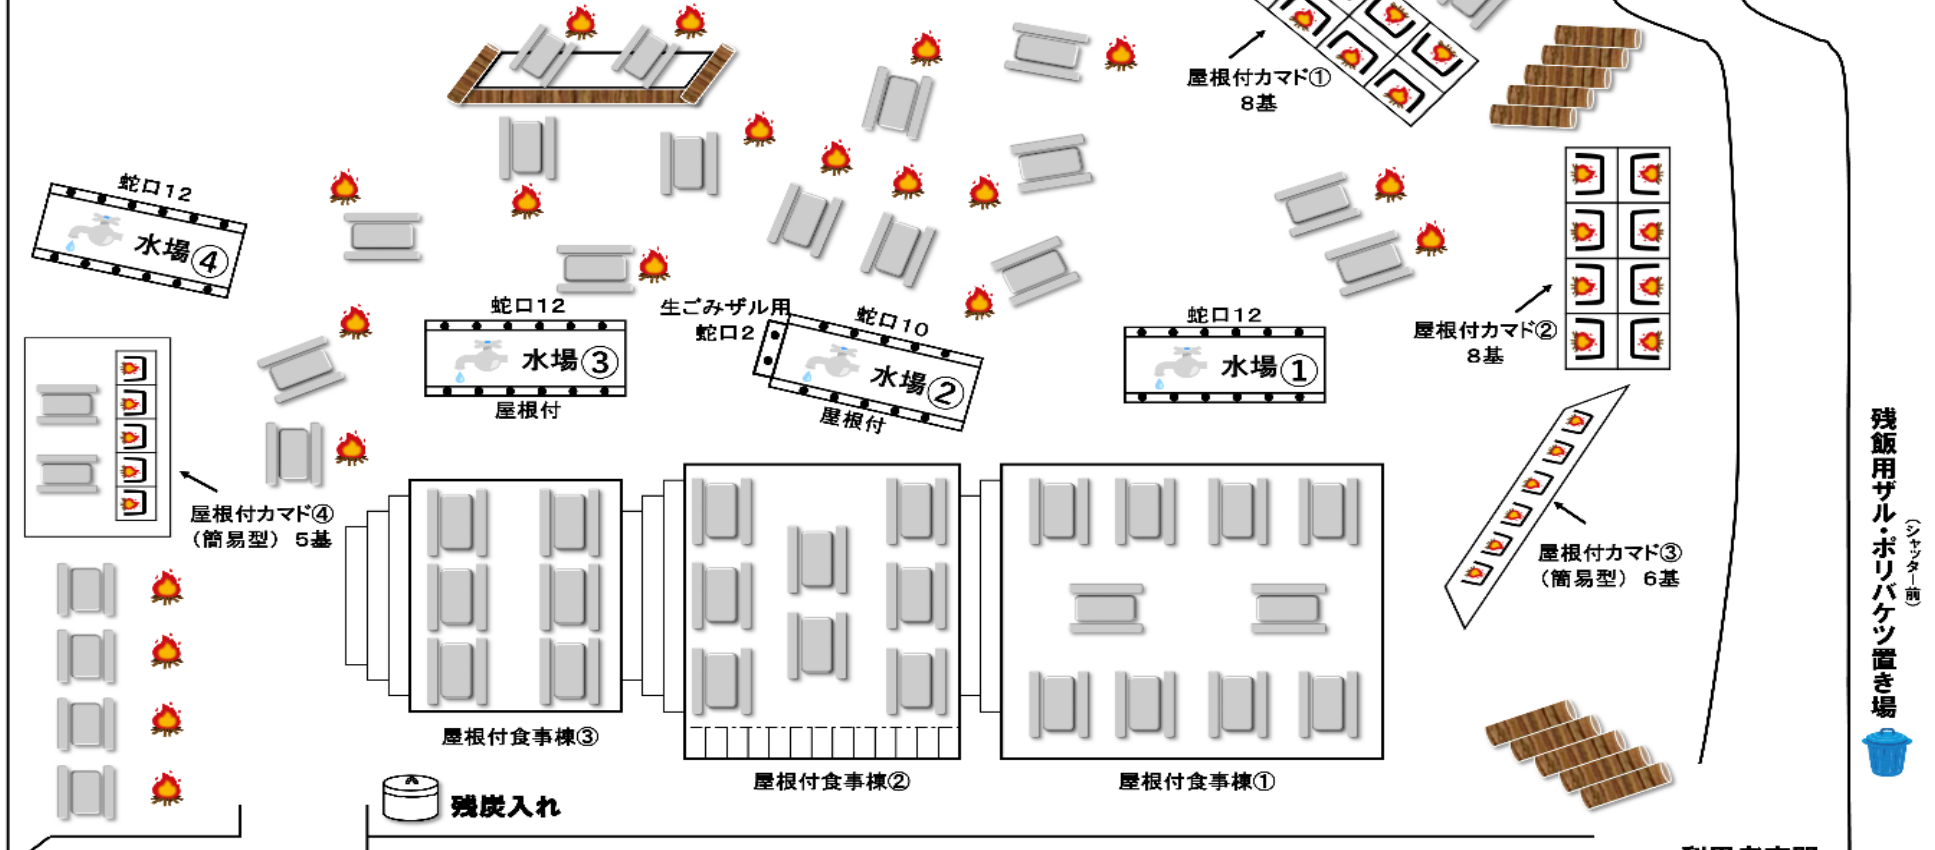 屋根付カマド①
8基
蛇口12
水場④
蛇口12
水場③
屋根付
生ごみザル用
蛇口2
蛇口10
水場②
屋根付
蛇口12
水場①
屋根付カマド②
8基
屋根付カマド④
(簡易型) 5基
屋根付カマド③
(簡易型) 6基
残飯用ザル・ポリバケツ置き場
(シャッター前)
屋根付食事棟③
屋根付食事棟②
屋根付食事棟①
残炭入れ